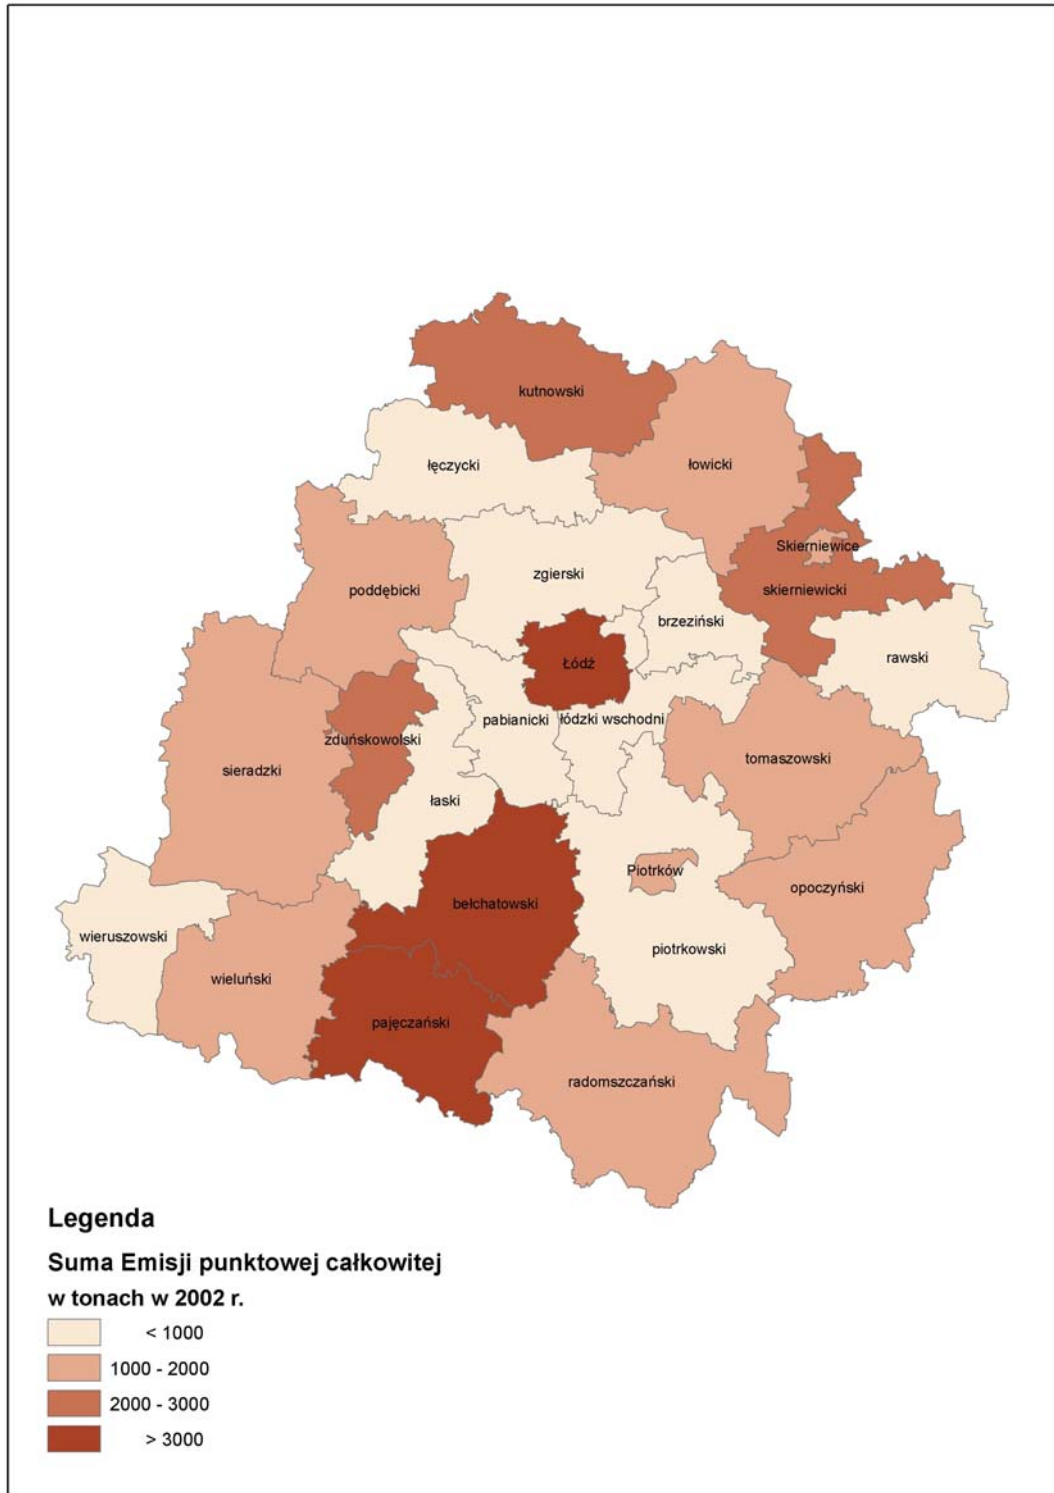 kutnowski
łęczycki
łowicki
Skierniewice
zgierski
poddębicki
skierniewicki
brzeziński
rawski
Łódź
pabianicki
łódzki wschodni
zduńskowolski
tomaszowski
sieradzki
łaski
Piotrków
opoczyński
bełchatowski
wieruszowski
piotrkowski
wieluński
pajęczański
radomszczański
Legenda
Suma Emisji punktowej całkowitej
w tonach w 2002 r.
< 1000
1000 - 2000
2000 - 3000
> 3000